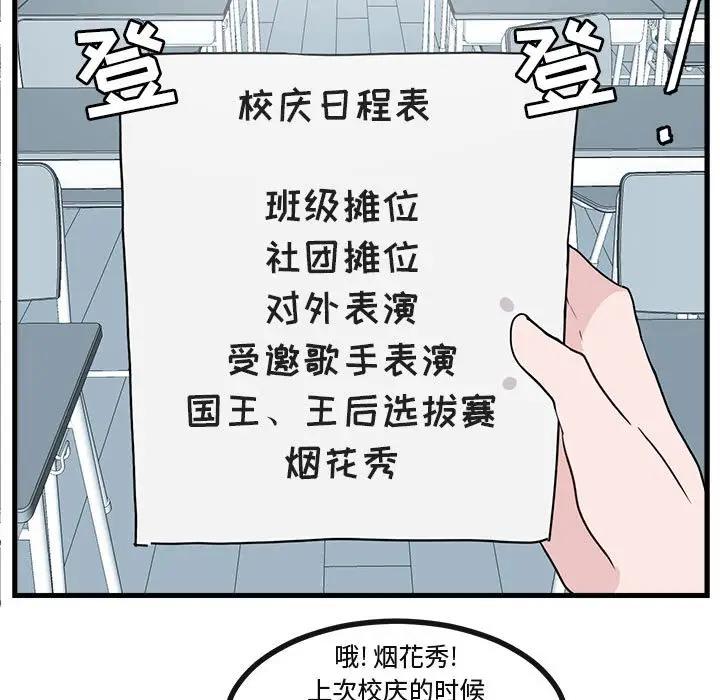 登 登
校庆日程表
班级摊位
社团摊位
对外表演
受邀歌手表演
国王、王后选拔赛
烟花秀
哦! 烟花秀!
上次校庆的时候